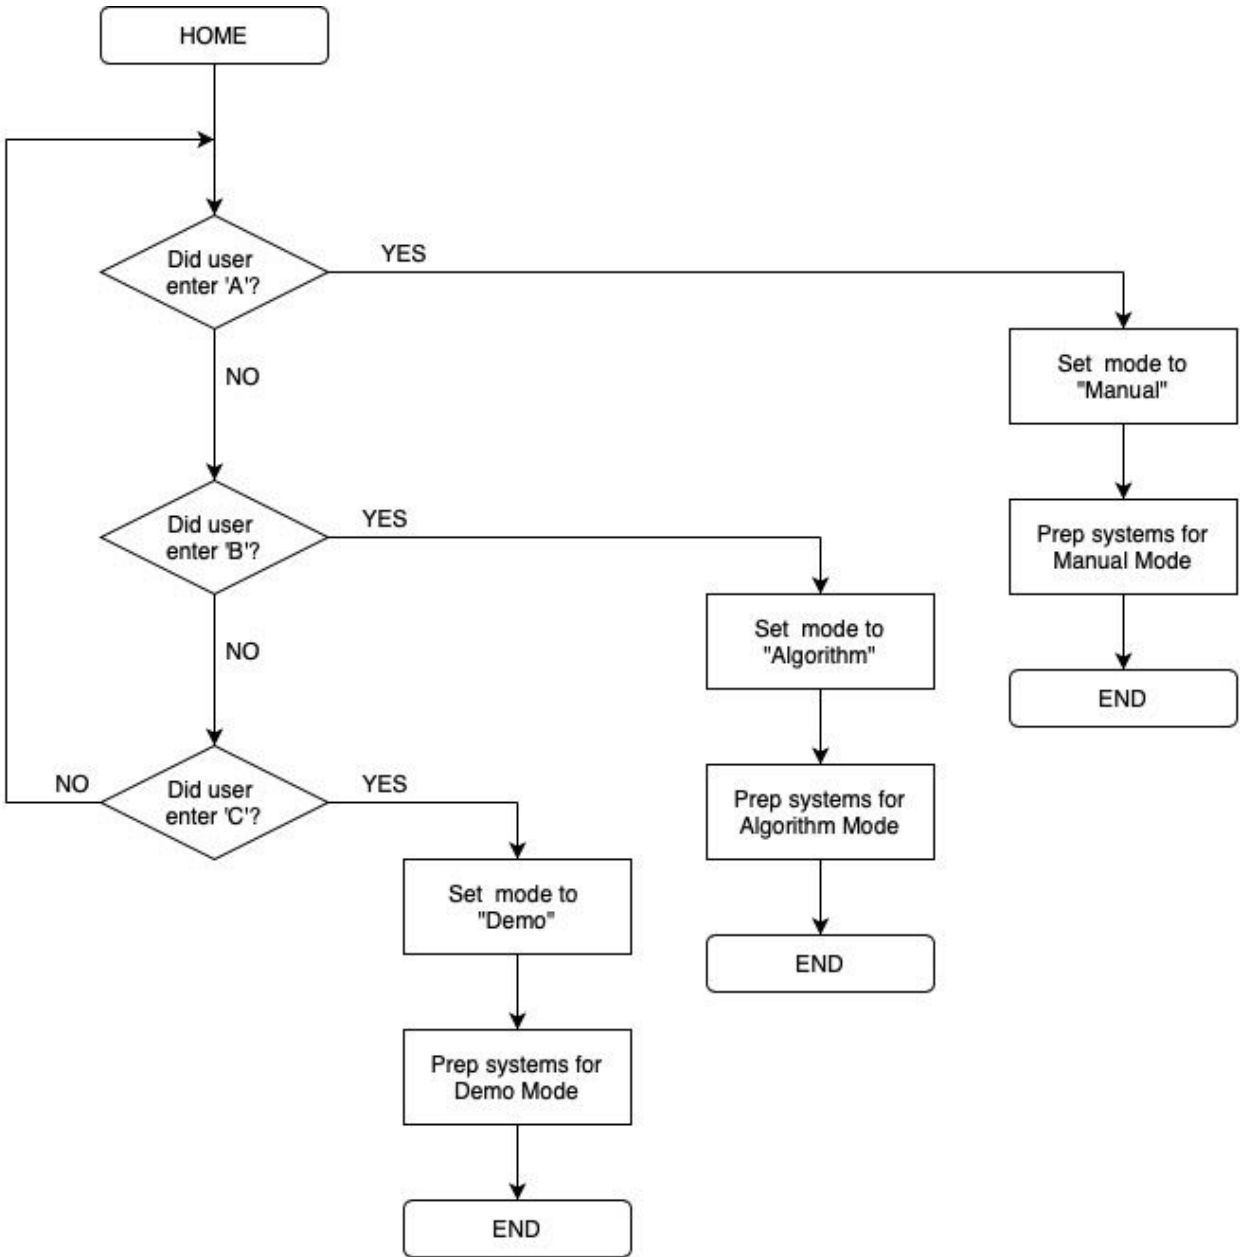 HOME
Did user
enter 'A'?
YES
NO
Set  mode to
"Manual"
Prep systems for
Manual Mode
END
Did user
enter 'B'?
YES
NO
Set  mode to
"Algorithm"
Prep systems for
Algorithm Mode
END
Did user
enter 'C'?
NO
YES
Set  mode to
"Demo"
Prep systems for
Demo Mode
END